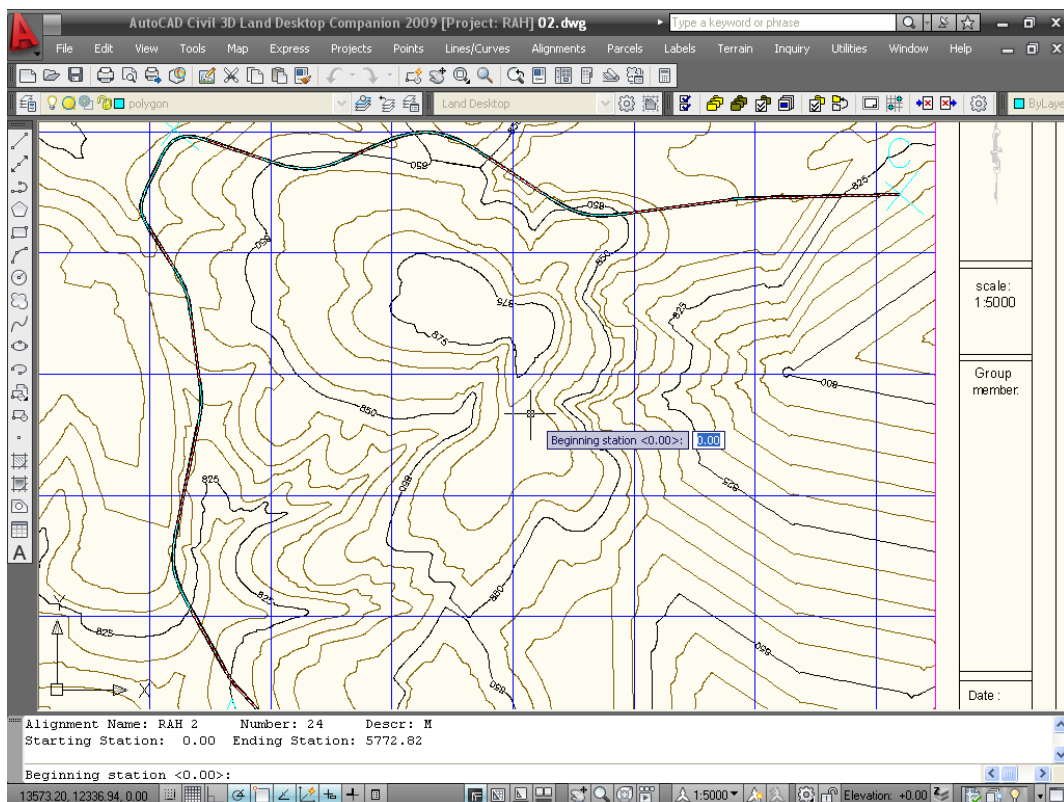 AutoCAD Civil 3D Land Desktop Companion 2009 [Project: RAH] 02.dwg
Type a keyword or phrase
File Edit View Tools Map Express Projects Points Lines/Curves Alignments Parcels Labels Terrain Inquiry Utilities Window Help
polygon
Land Desktop
ByLaye
850
825
C
850
850
850
875
825
875
scale:
1:5000
800
Group
member:
850
Beginning station <0.00>: 0.00
825
850
825
850
825
850
850
Y
X
Date :
Alignment Name: RAH 2 Number: 24 Descr: M
Starting Station: 0.00 Ending Station: 5772.82
Beginning station <0.00>:
13573.20, 12336.94, 0.00
1:5000
Elevation: +0.00